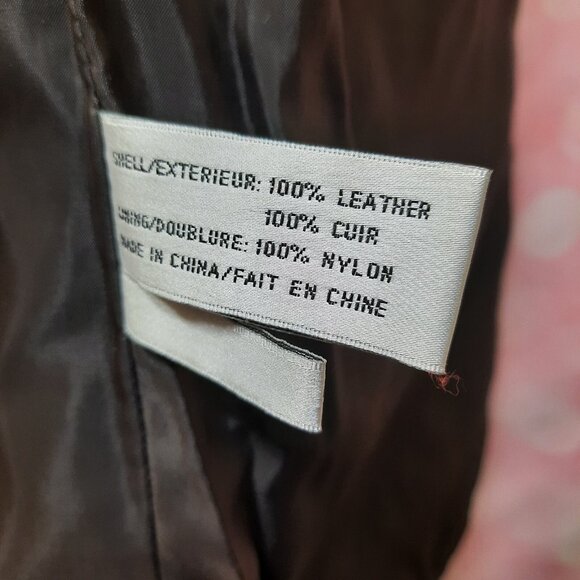 SHELL/EXTERIEUR: 100% LEATHER
100% CUIR
LINING/DOUBLURE: 100% NYLON
MADE IN CHINA/FAIT EN CHINE